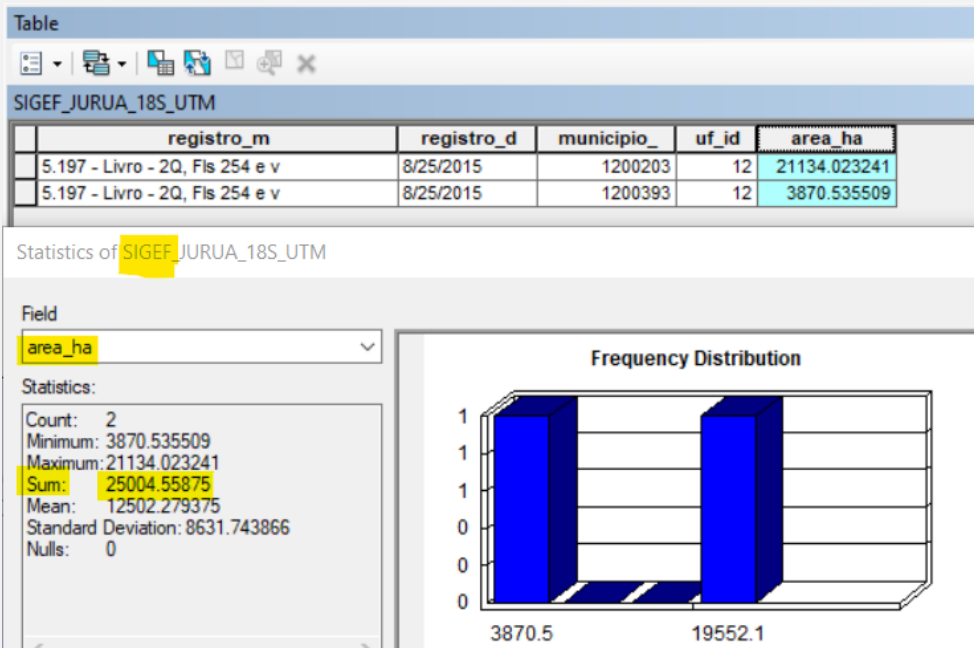 Table
SIGEF_JURUA_18S_UTM
registro_m registro_d municipio_ uf_id area_ha
5.197 - Livro - 2Q, Fls 254 e v 8/25/2015 1200203 12 21134.023241
5.197 - Livro - 2Q, Fls 254 e v 8/25/2015 1200393 12 3870.535509
Statistics of SIGEF_JURUA_18S_UTM
Field
area_ha
Statistics:
Count: 2
Minimum: 3870.535509
Maximum: 21134.023241
Sum: 25004.55875
Mean: 12502.279375
Standard Deviation: 8631.743866
Nulls: 0
Frequency Distribution
1
1
1
0
0
0
3870.5 19552.1